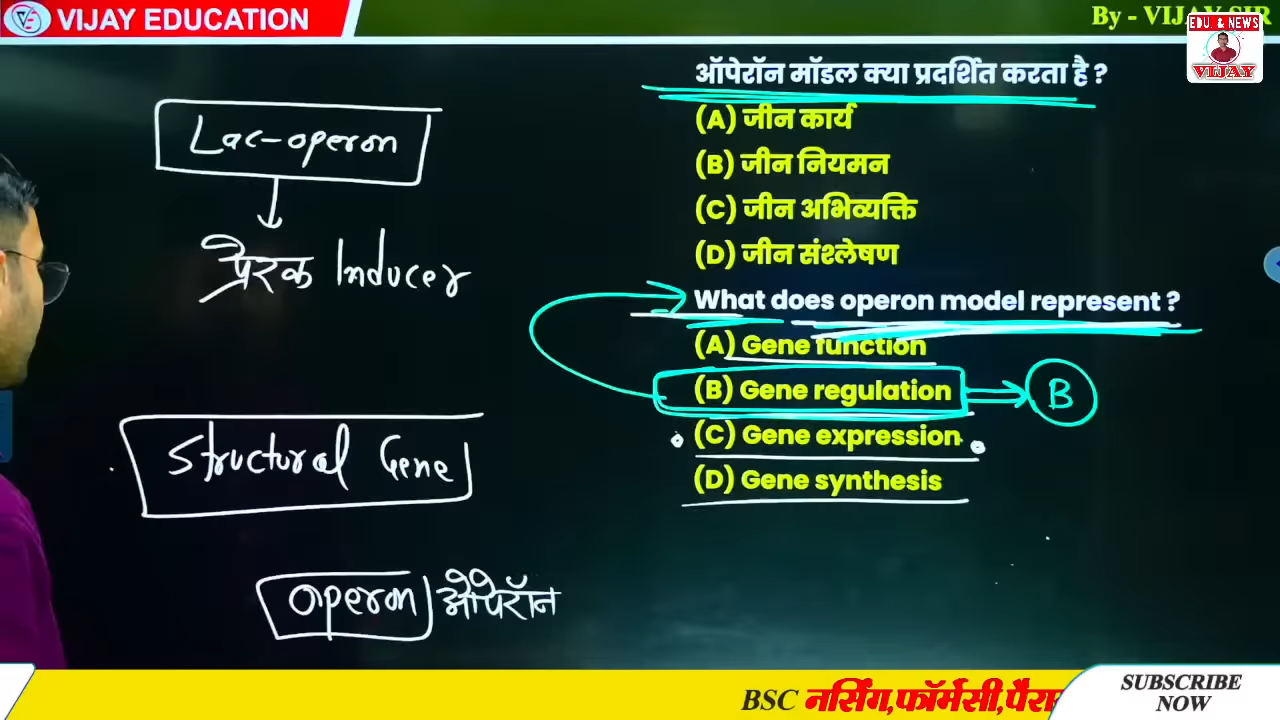 VIJAY EDUCATION
By - VIJAY SIR
EDU. & NEWS
VIJAY
Lac-operon
प्रेरक Inducer
Structural Gene
Operon ऑपेरॉन
ऑपेरॉन मॉडल क्या प्रदर्शित करता है ?
(A) जीन कार्य
(B) जीन नियमन
(C) जीन अभिव्यक्ति
(D) जीन संश्लेषण
What does operon model represent ?
(A) Gene function
(B) Gene regulation
B
(C) Gene expression
(D) Gene synthesis
BSC नर्सिंग,फॉर्मेसी,पैरा
SUBSCRIBE
NOW